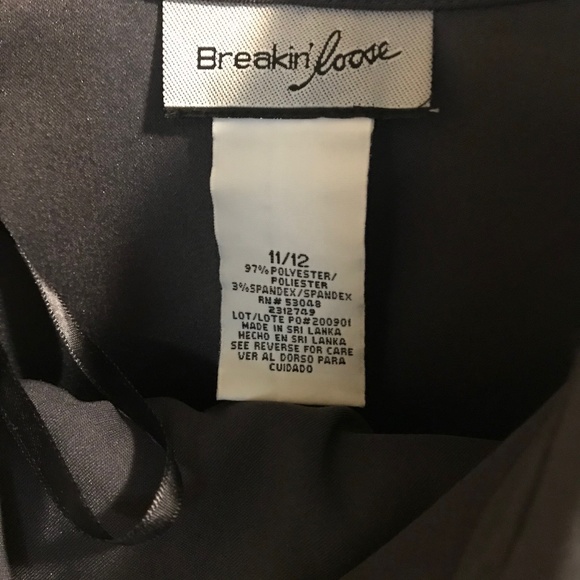 Breakin' loose
11/12
97% POLYESTER/
POLIESTER
3% SPANDEX/SPANDEX
RN# 53048
2312749
LOT/LOTE PO#200901
MADE IN SRI LANKA
HECHO EN SRI LANKA
SEE REVERSE FOR CARE
VER AL DORSO PARA
CUIDADO